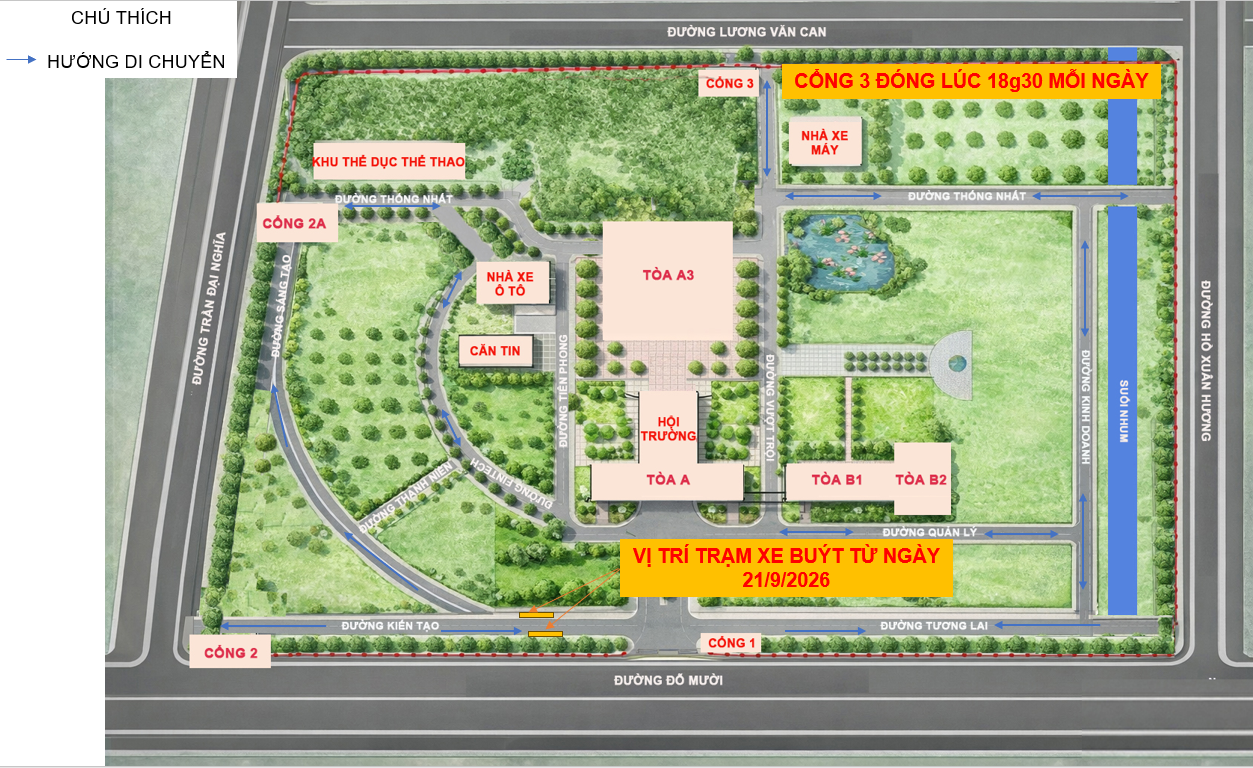 CHÚ THÍCH
HƯỚNG DI CHUYỂN
ĐƯỜNG LƯƠNG VĂN CAN
CỔNG 3
CỔNG 3 ĐÓNG LÚC 18g30 MỖI NGÀY
NHÀ XE
MÁY
KHU THỂ DỤC THỂ THAO
ĐƯỜNG THỐNG NHẤT
ĐƯỜNG THỐNG NHẤT
CỔNG 2A
ĐƯỜNG TRẦN ĐẠI NGHĨA
ĐƯỜNG SÁNG TẠO
NHÀ XE
Ô TÔ
TÒA A3
CĂN TIN
ĐƯỜNG TIÊN PHONG
ĐƯỜNG VƯỢT TRỘI
ĐƯỜNG KINH DOANH
SUỐI NHUM
ĐƯỜNG HỒ XUÂN HƯƠNG
HỘI
TRƯỜNG
TÒA A
TÒA B1
TÒA B2
ĐƯỜNG THANH NIÊN
ĐƯỜNG FINTECH
ĐƯỜNG QUẢN LÝ
VỊ TRÍ TRẠM XE BUÝT TỪ NGÀY
21/9/2026
ĐƯỜNG KIẾN TẠO
ĐƯỜNG TƯƠNG LAI
CỔNG 2
CỔNG 1
ĐƯỜNG ĐỖ MƯỜI